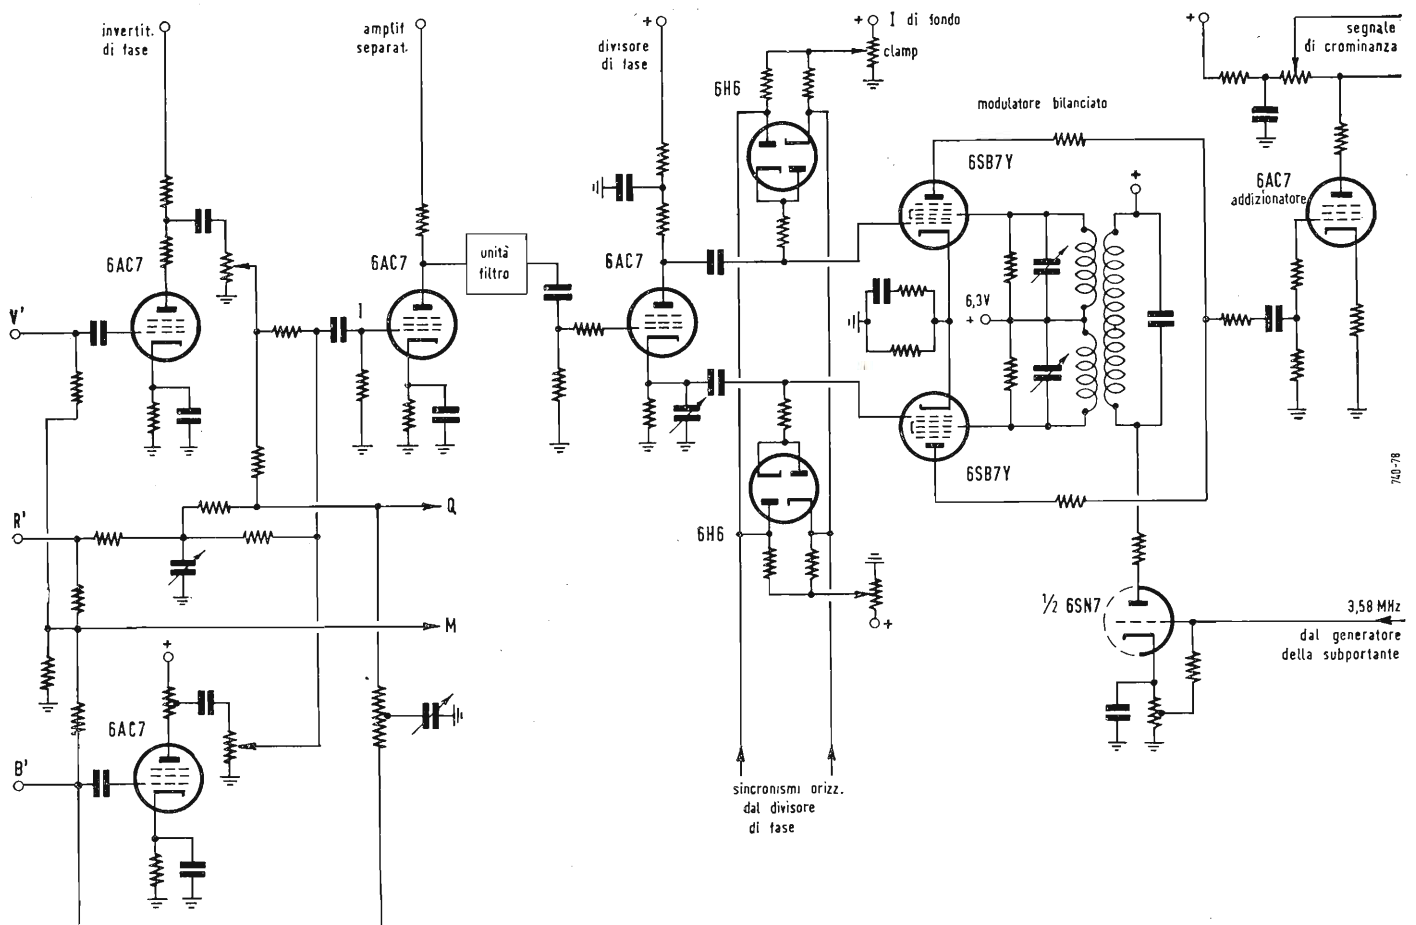 invertit.
di fase
amplif
separat.
+
divisore
di fase
+
I di fondo
clamp
6H6
+
segnale
di crominanza
modulatore bilanciato
6SB7Y
+
6AC7
addizionatore
6AC7
6AC7
unità
filtro
6AC7
V'
I
6,3V
+
6SB7Y
740-78
R'
Q
6H6
M
+
½ 6SN7
3,58 MHz
dal generatore
della subportante
+
6AC7
B'
sincronismi orizz.
dal divisore
di fase